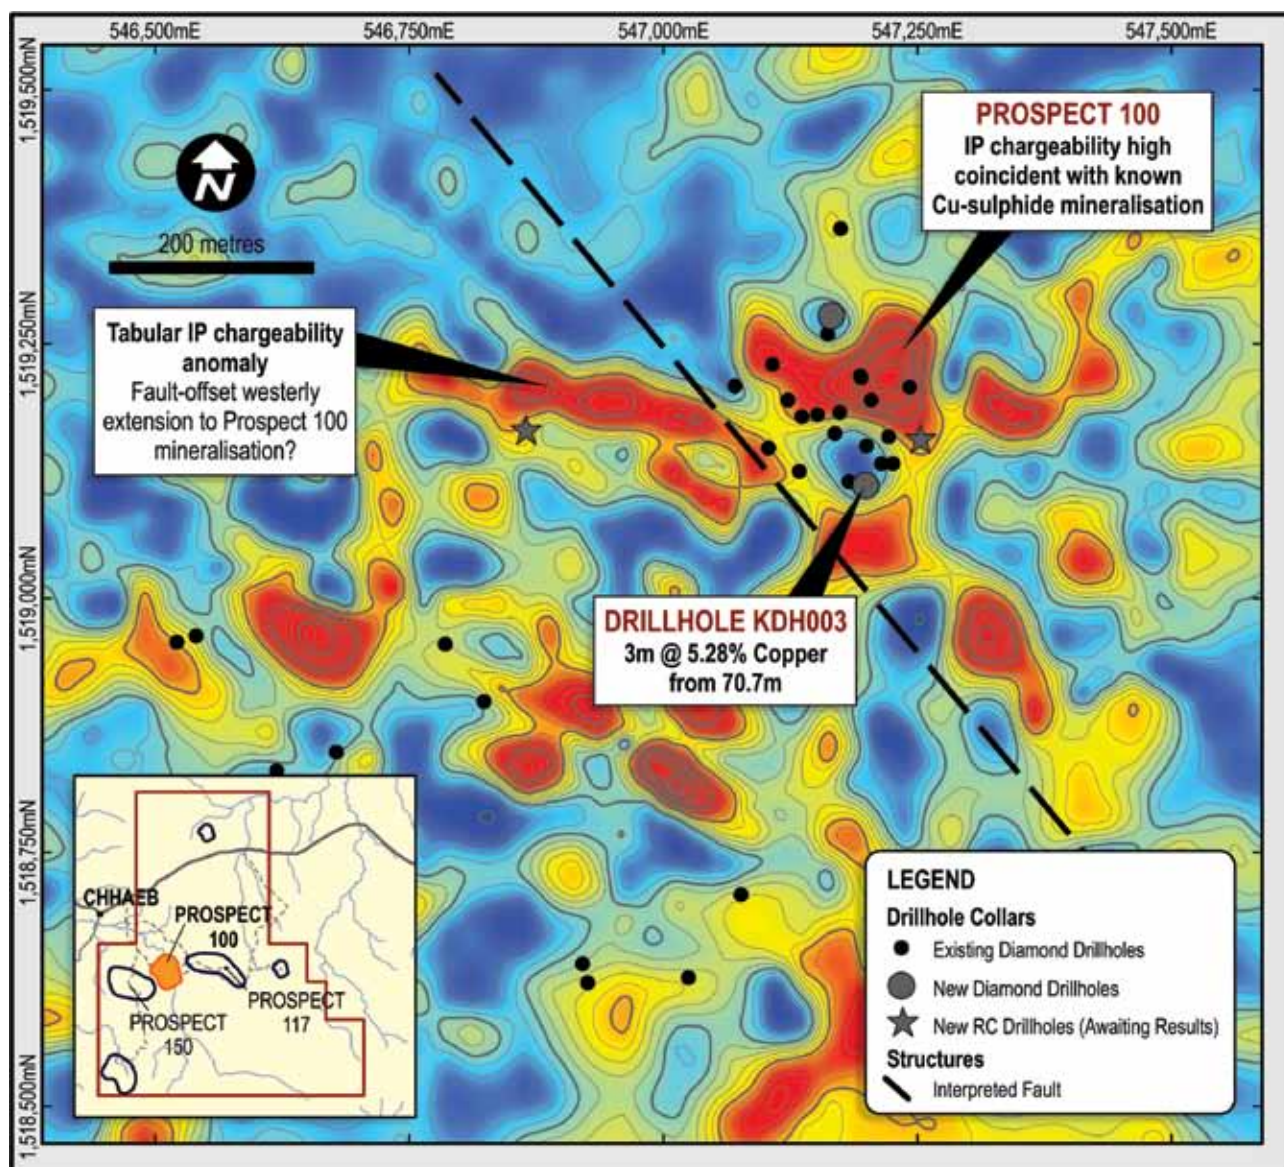 546,500mE 546,750mE 547,000mE 547,250mE 547,500mE
1,519,500mN
1,519,250mN
1,519,000mN
1,518,750mN
1,518,500mN
N
200 metres
PROSPECT 100
IP chargeability high
coincident with known
Cu-sulphide mineralisation
Tabular IP chargeability
anomaly
Fault-offset westerly
extension to Prospect 100
mineralisation?
DRILLHOLE KDH003
3m @ 5.28% Copper
from 70.7m
CHHAEB
PROSPECT
100
PROSPECT
150
PROSPECT
117
LEGEND
Drillhole Collars
Existing Diamond Drillholes
New Diamond Drillholes
New RC Drillholes (Awaiting Results)
Structures
Interpreted Fault